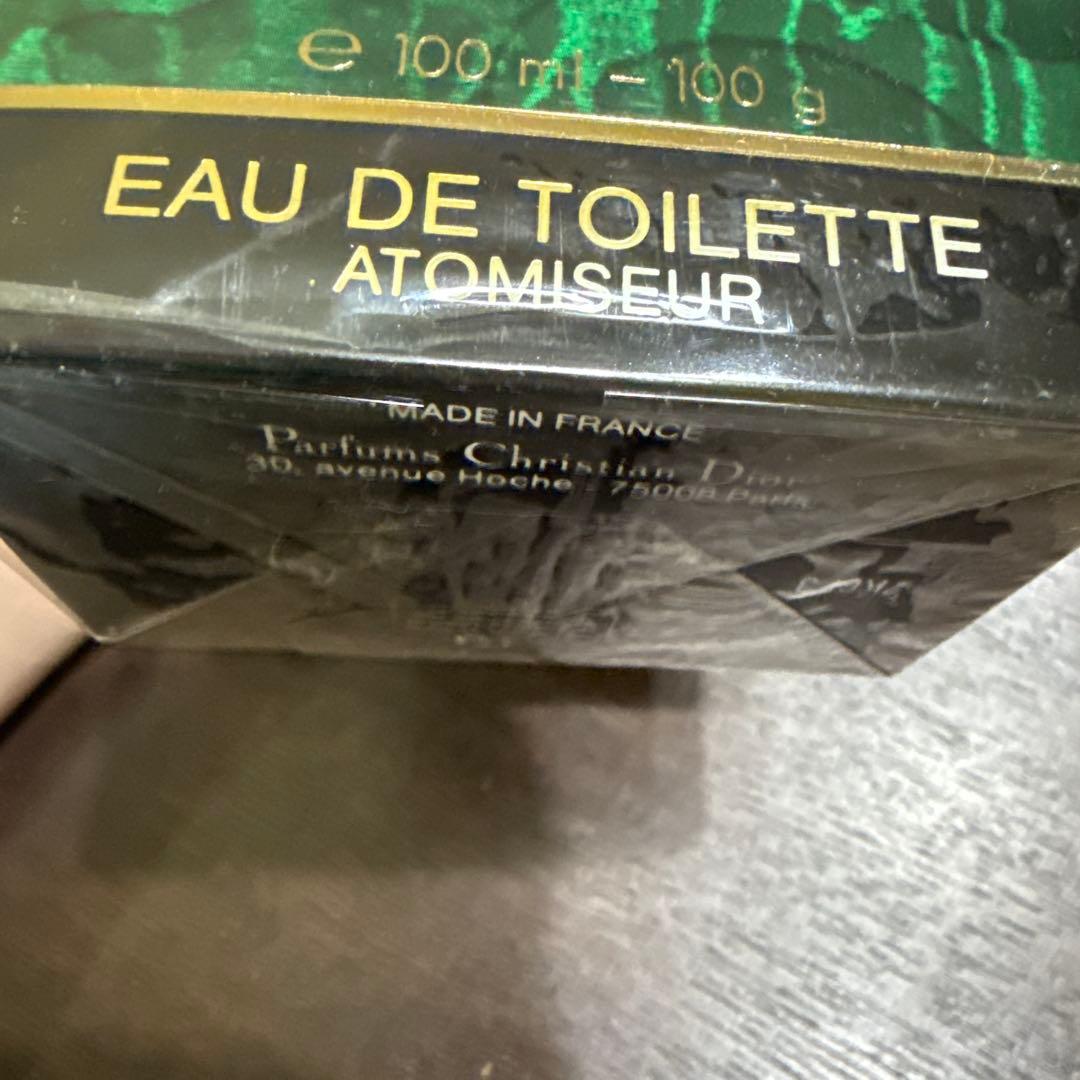 ℮ 100 ml – 100 g
EAU DE TOILETTE
ATOMISEUR
MADE IN FRANCE
Parfums Christian Dior
30, avenue Hoche - 75008 Paris